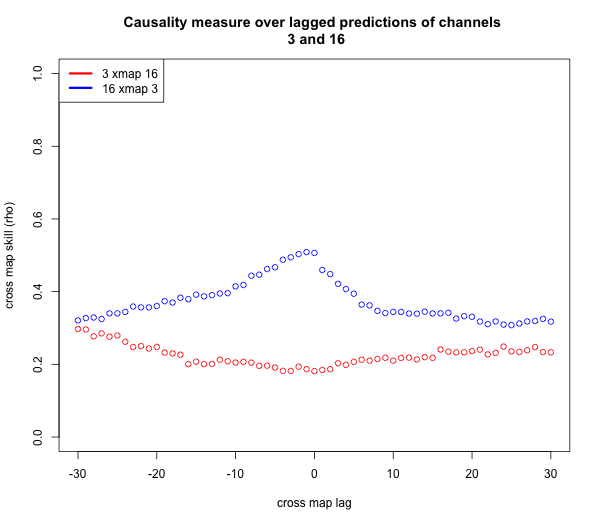 Causality measure over lagged predictions of channels
3 and 16
3 xmap 16
16 xmap 3
cross map skill (rho)
1.0
0.8
0.6
0.4
0.2
0.0
-30 -20 -10 0 10 20 30
cross map lag